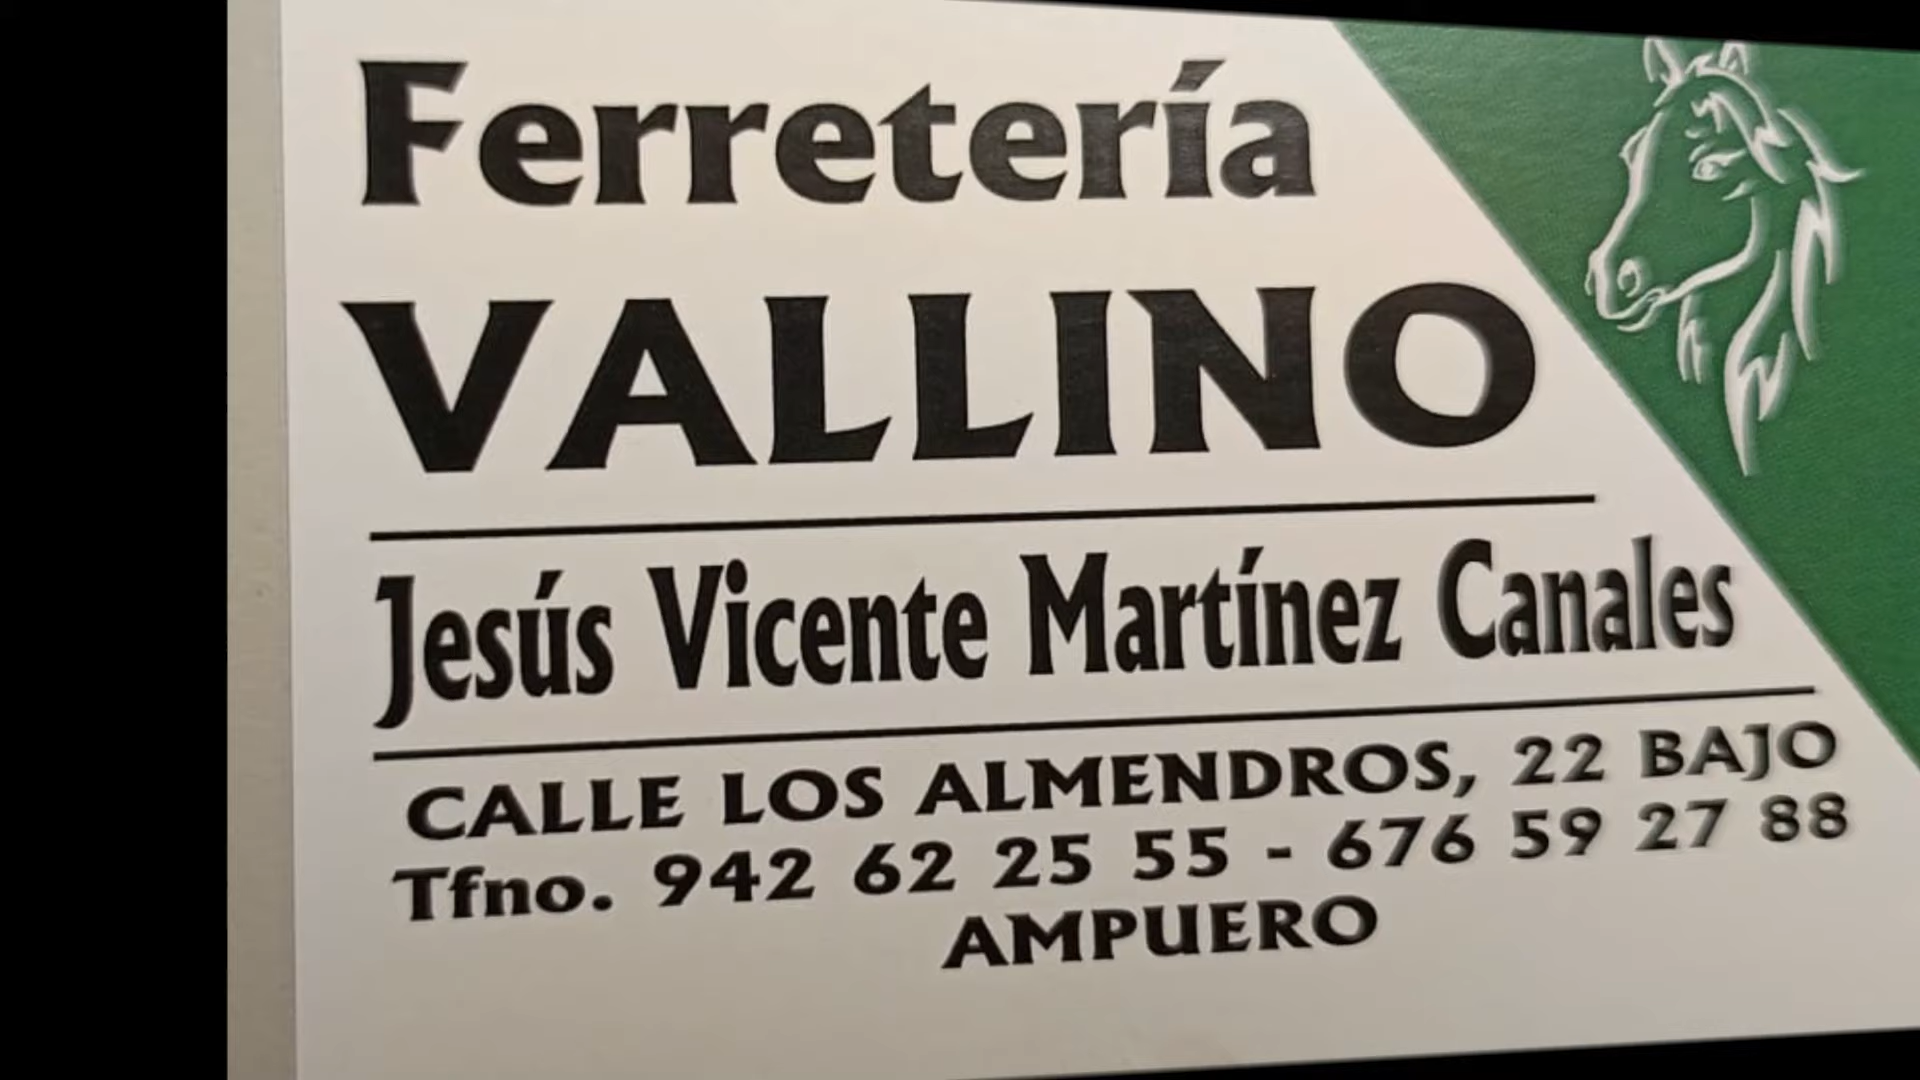 Ferretería
VALLINO
Jesús Vicente Martínez Canales
CALLE LOS ALMENDROS, 22 BAJO
Tfno. 942 62 25 55 - 676 59 27 88
AMPUERO